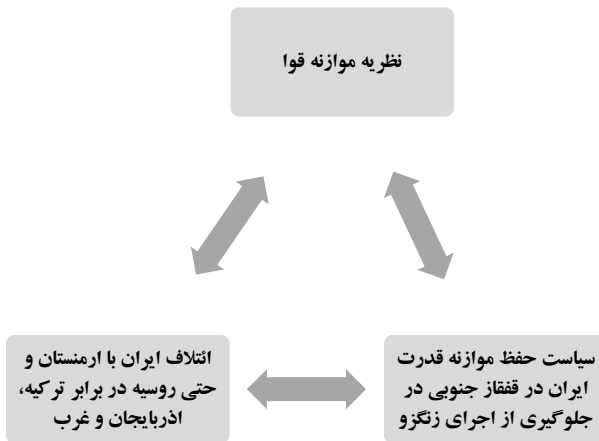 نظریه موازنه قوا
سیاست حفظ موازنه قدرت
ایران در قفقاز جنوبی در
جلوگیری از اجرای زنگزو
ائتلاف ایران با ارمنستان و
حتی روسیه در برابر ترکیه،
اذربایجان و غرب